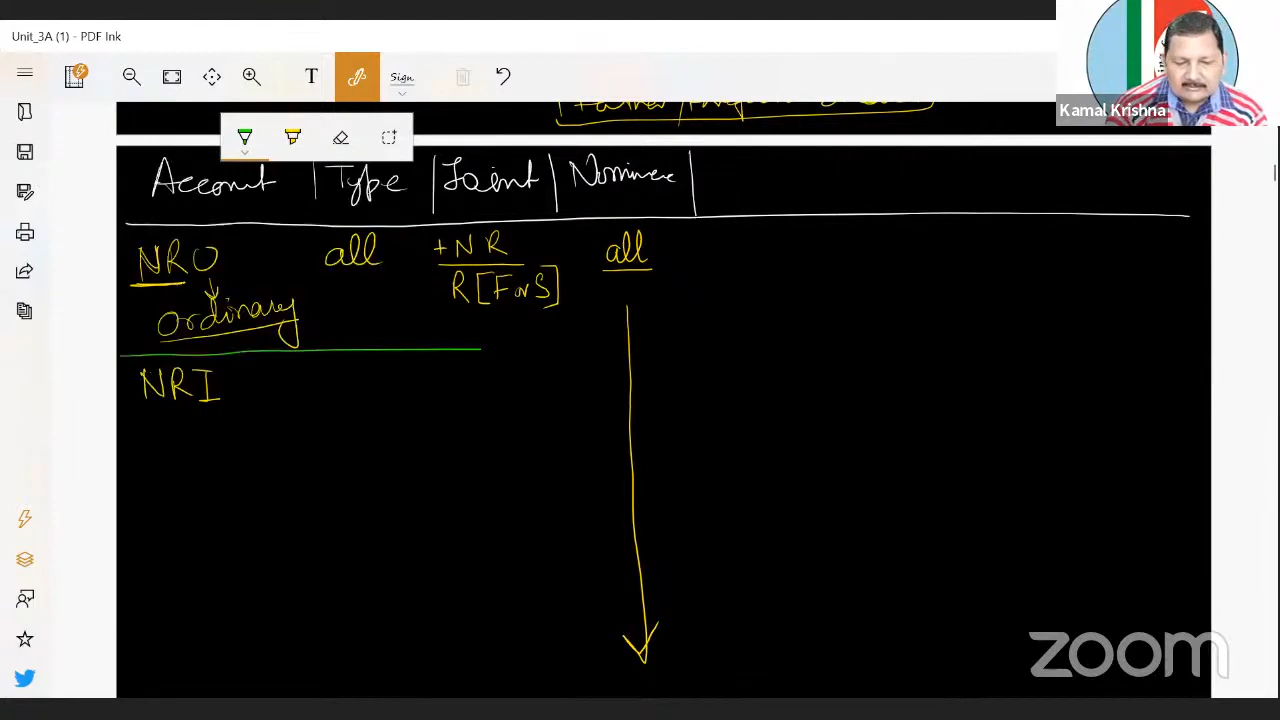 Unit_3A (1) - PDF Ink
T
Sign
Kamal Krishna
Account | Type | Joint | Nominee |
NRO all +NR all
R[F or S]
ordinary
NRI
zoom